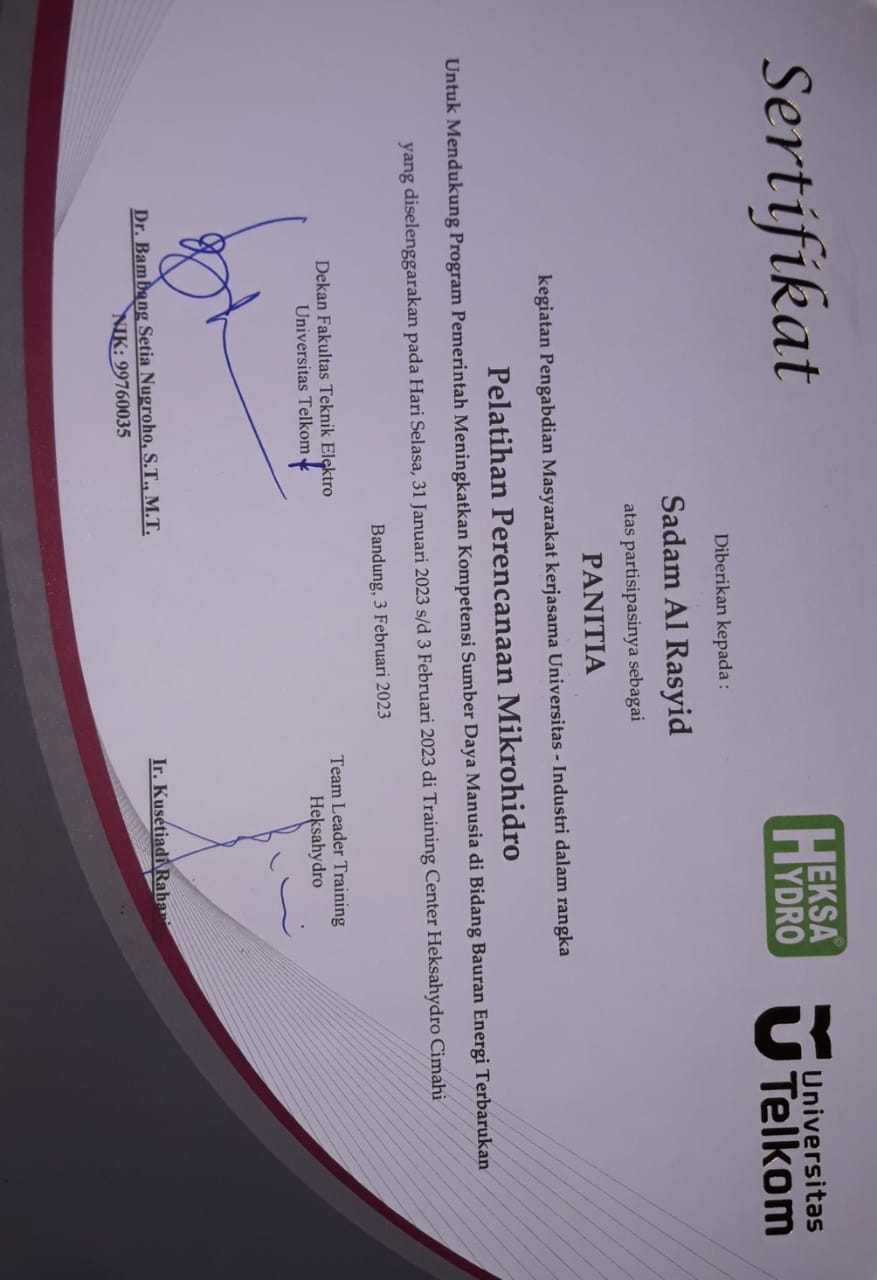 Sertifikat
HEKSA
HYDRO
©
Universitas
Telkom
Diberikan kepada :
Sadam Al Rasyid
atas partisipasinya sebagai
PANITIA
kegiatan Pengabdian Masyarakat kerjasama Universitas - Industri dalam rangka
Pelatihan Perencanaan Mikrohidro
Untuk Mendukung Program Pemerintah Meningkatkan Kompetensi Sumber Daya Manusia di Bidang Bauran Energi Terbarukan
yang diselenggarakan pada Hari Selasa, 31 Januari 2023 s/d 3 Februari 2023 di Training Center Heksahydro Cimahi
Bandung, 3 Februari 2023
Dekan Fakultas Teknik Elektro
Universitas Telkom
Dr. Bambang Setia Nugroho, S.T., M.T.
NIK: 99760035
Team Leader Training
Heksahydro
Ir. Kusetiadi